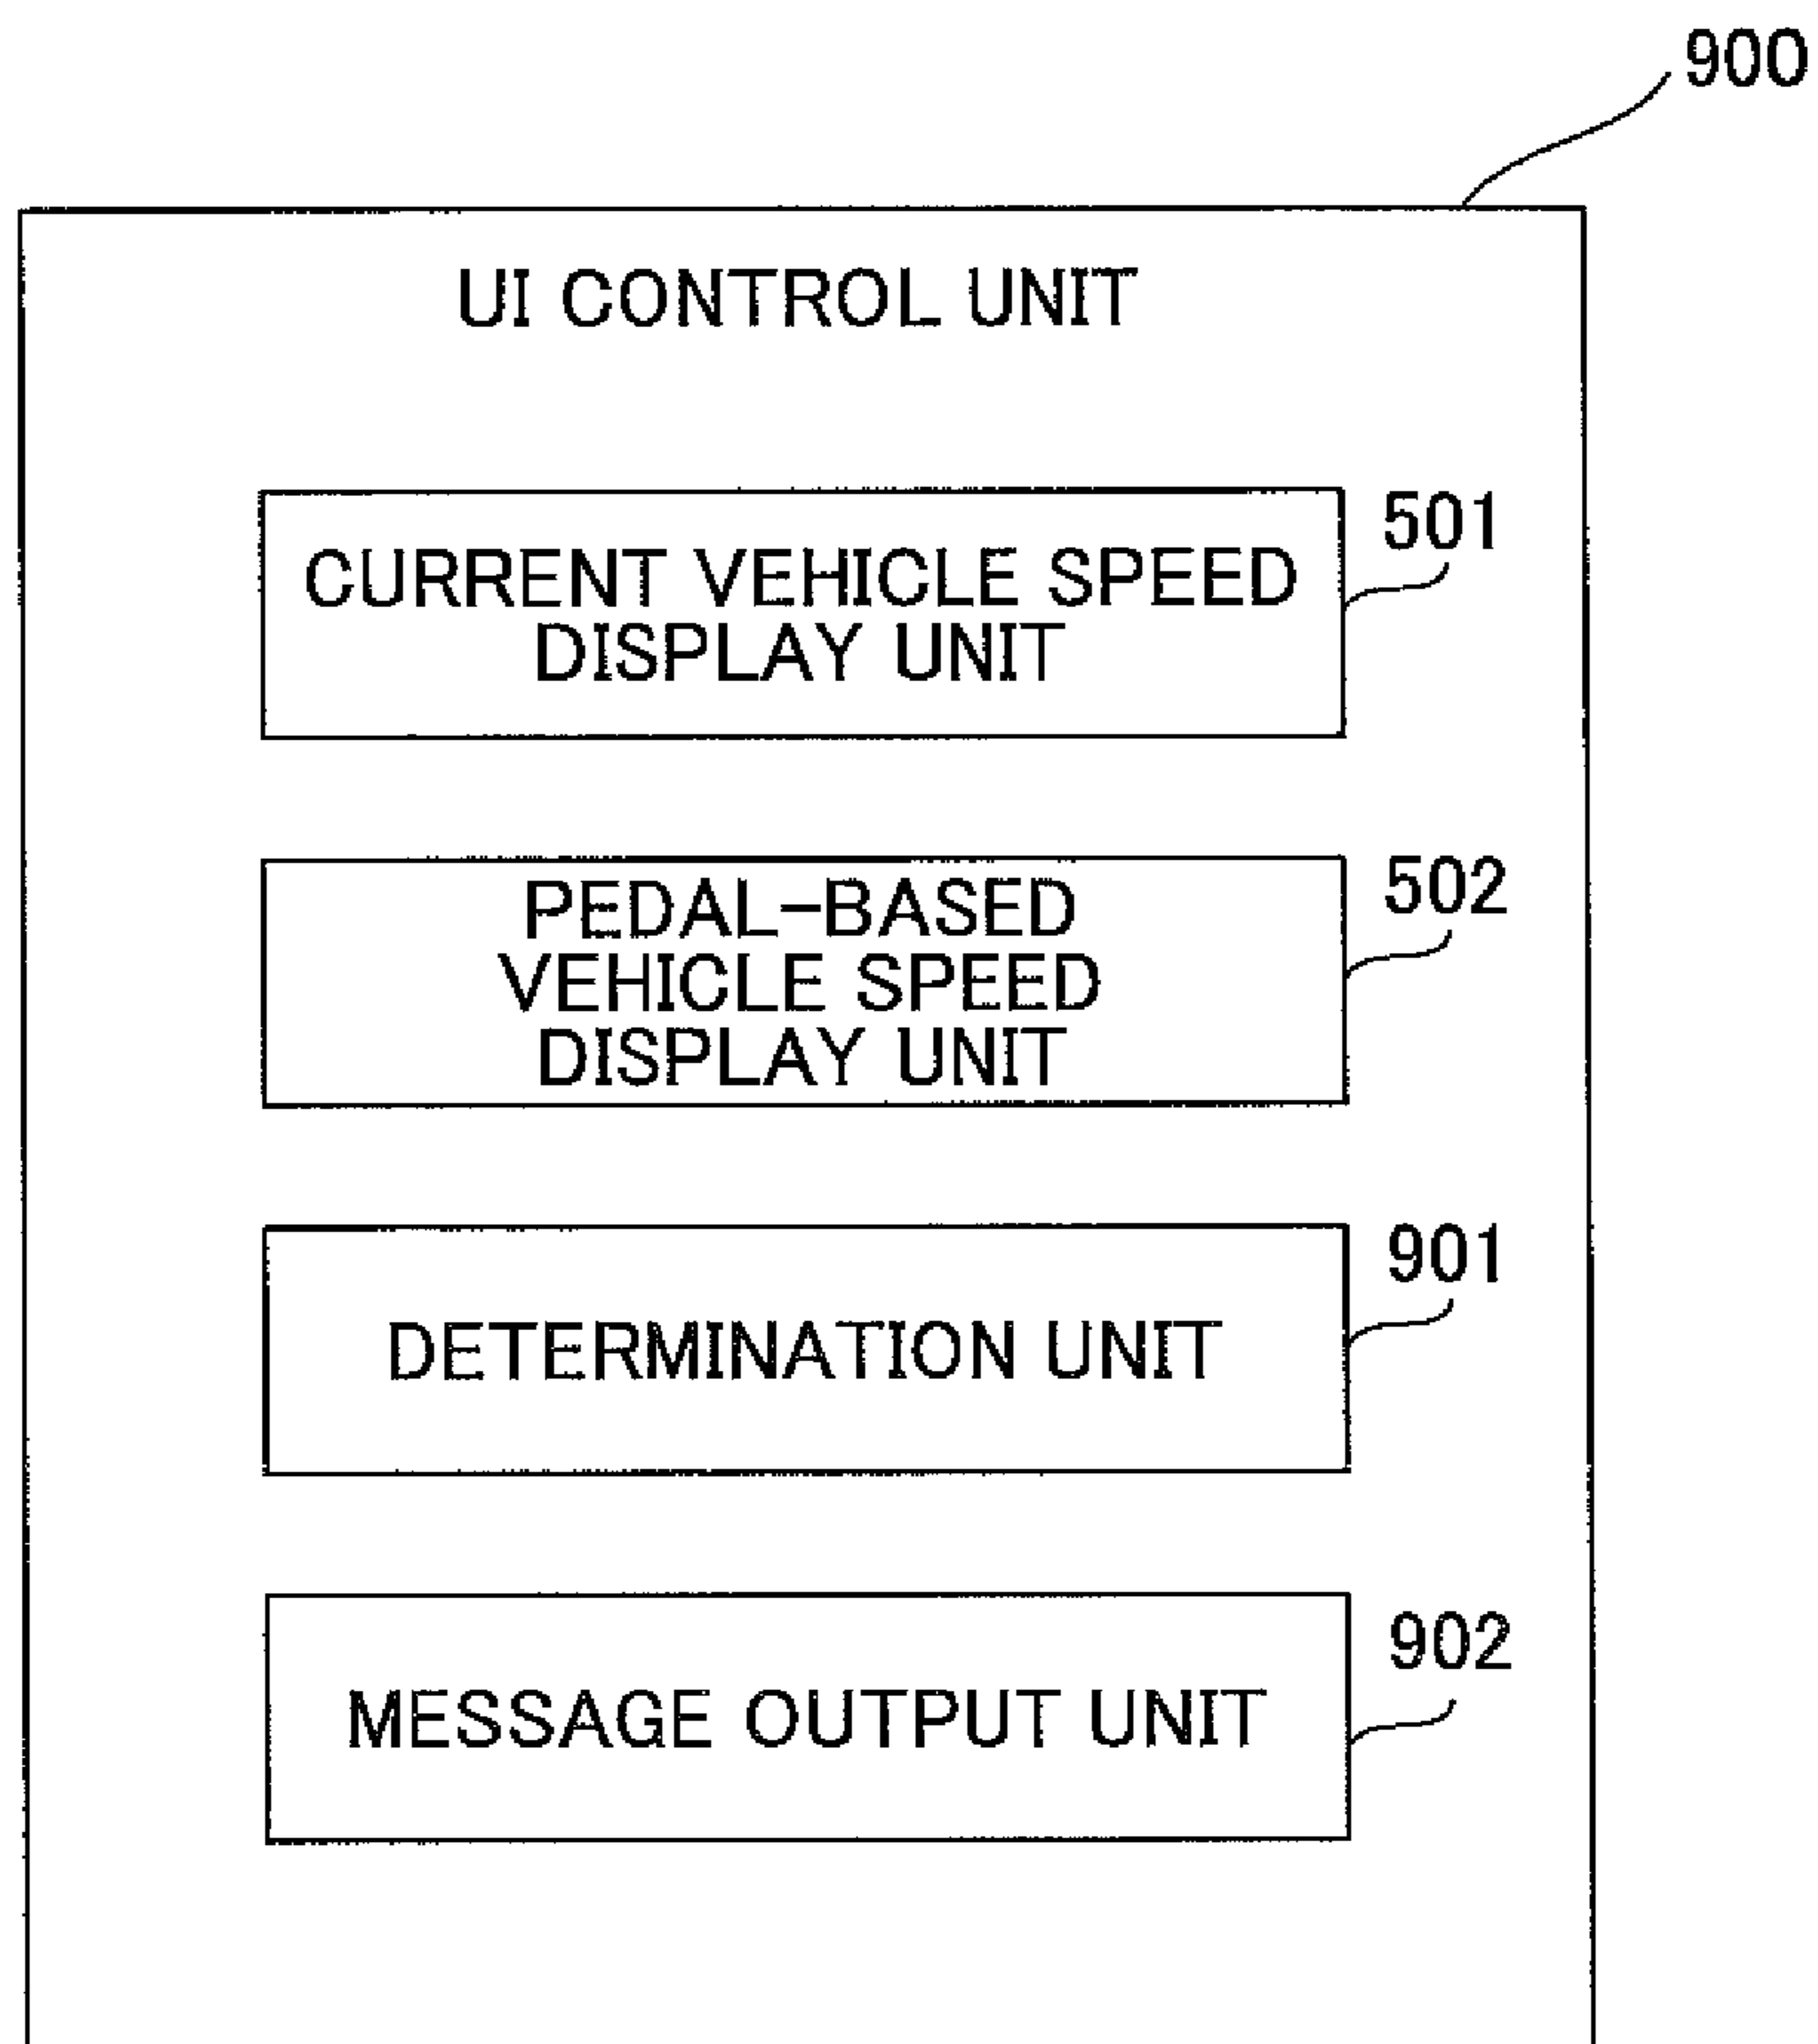 900
UI CONTROL UNIT
CURRENT VEHICLE SPEED
DISPLAY UNIT
501
PEDAL-BASED
VEHICLE SPEED
DISPLAY UNIT
502
DETERMINATION UNIT
901
MESSAGE OUTPUT UNIT
902